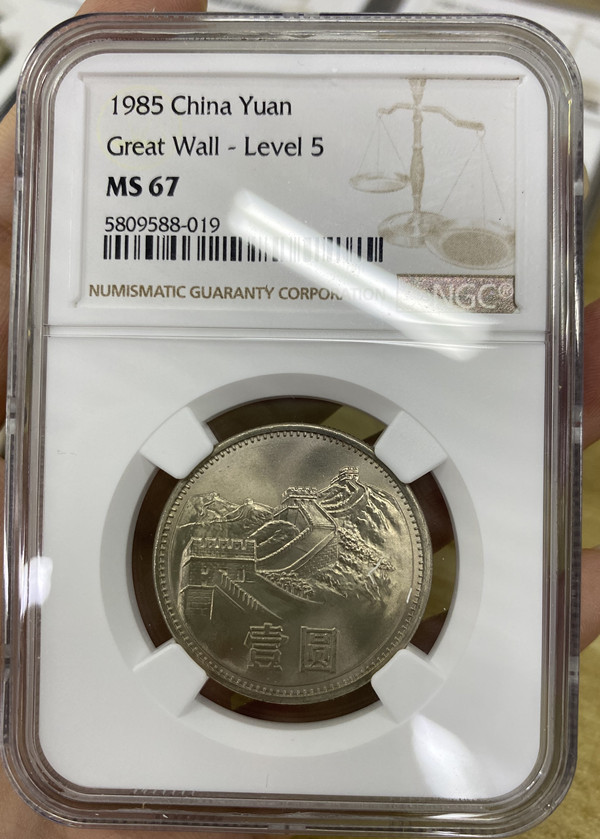 1985 China Yuan
Great Wall - Level 5
MS 67
5809588-019
NUMISMATIC GUARANTY CORPORATION
NGC®
壹 圆